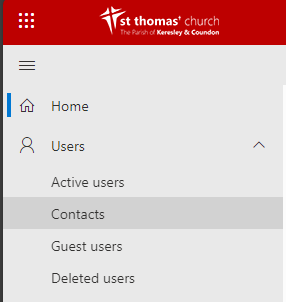 st thomas' church
The Parish of Keresley & Coundon
Home
Users
Active users
Contacts
Guest users
Deleted users